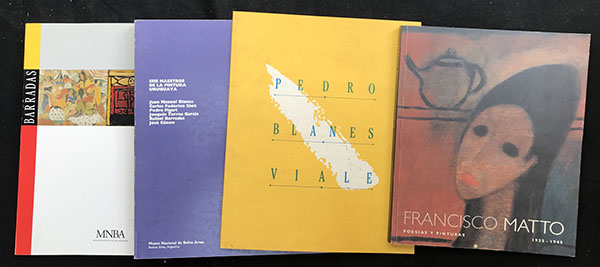 BARRADAS
MNBA
SEIS MAESTROS
DE LA PINTURA
URUGUAYA
Juan Manuel Blanes
Carlos Federico Sáez
Pedro Figari
Joaquín Torres García
Rafael Barradas
José Cúneo
Museo Nacional de Bellas Artes
Buenos Aires, Argentina
PEDRO
BLANES
VIALE
FRANCISCO MATTO
POESÍAS Y PINTURAS
1935-1945